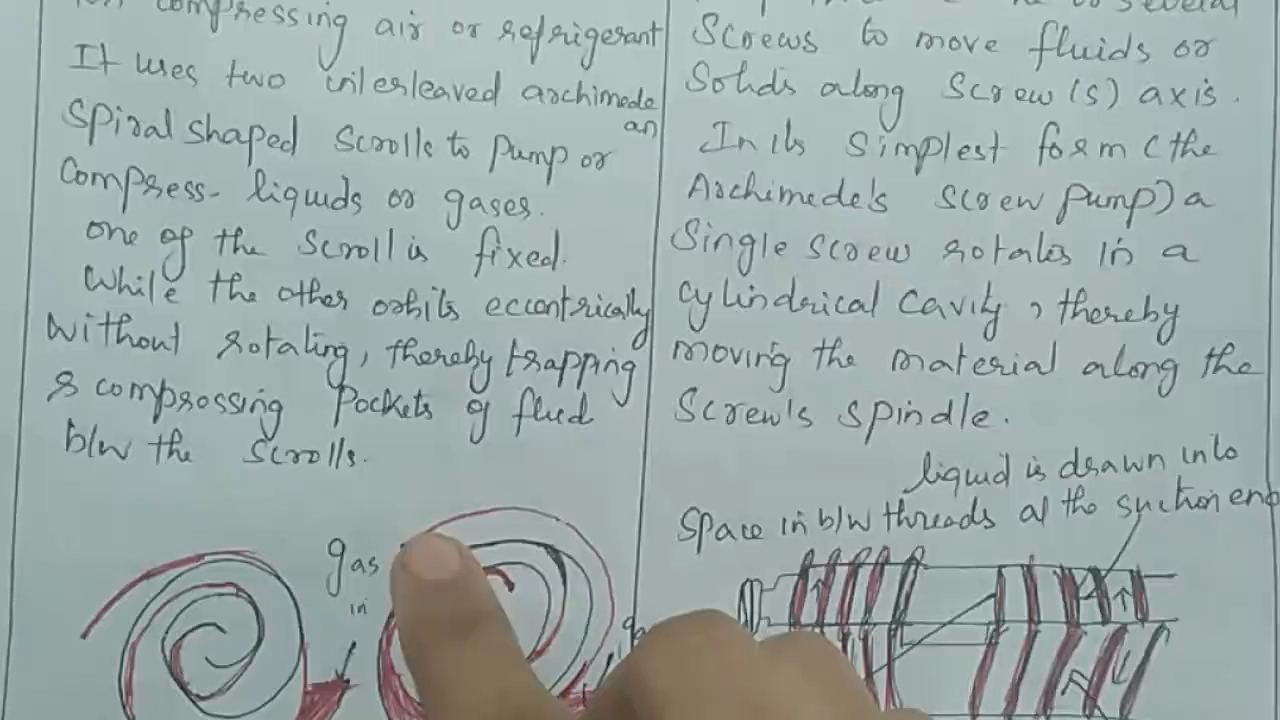 compressing air or refrigerant
It uses two interleaved archimede
an
Spiral shaped Scrolls to Pump or
Compress- liquids or gases.
one of the Scroll is fixed.
While the other orbits eccentrically
Without rotating, thereby trapping
& compressing Pockets of fluid
b/w the Scrolls.
gas
in
several
Screws to move fluids or
Solids along Screw(s) axis.
In its Simplest form (the
Archimede's Screw pump) a
Single screw rotates in a
cylindrical cavity, thereby
moving the material along the
Screw's spindle.
liquid is drawn into
Space in b/w threads at the suction end